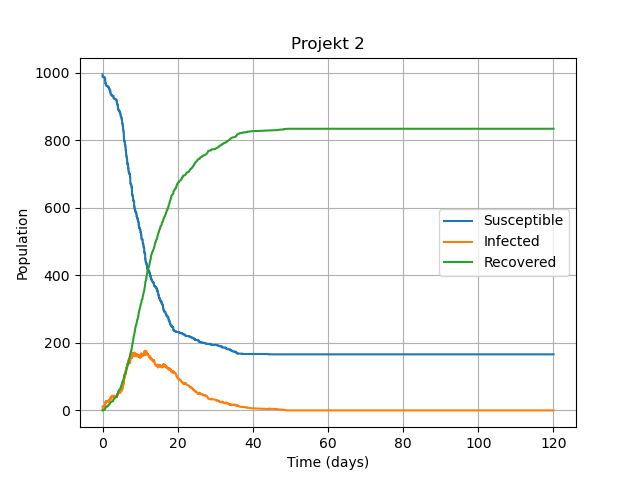 Projekt 2
1000
800
600
400
200
0
Population
Susceptible
Infected
Recovered
0 20 40 60 80 100 120
Time (days)